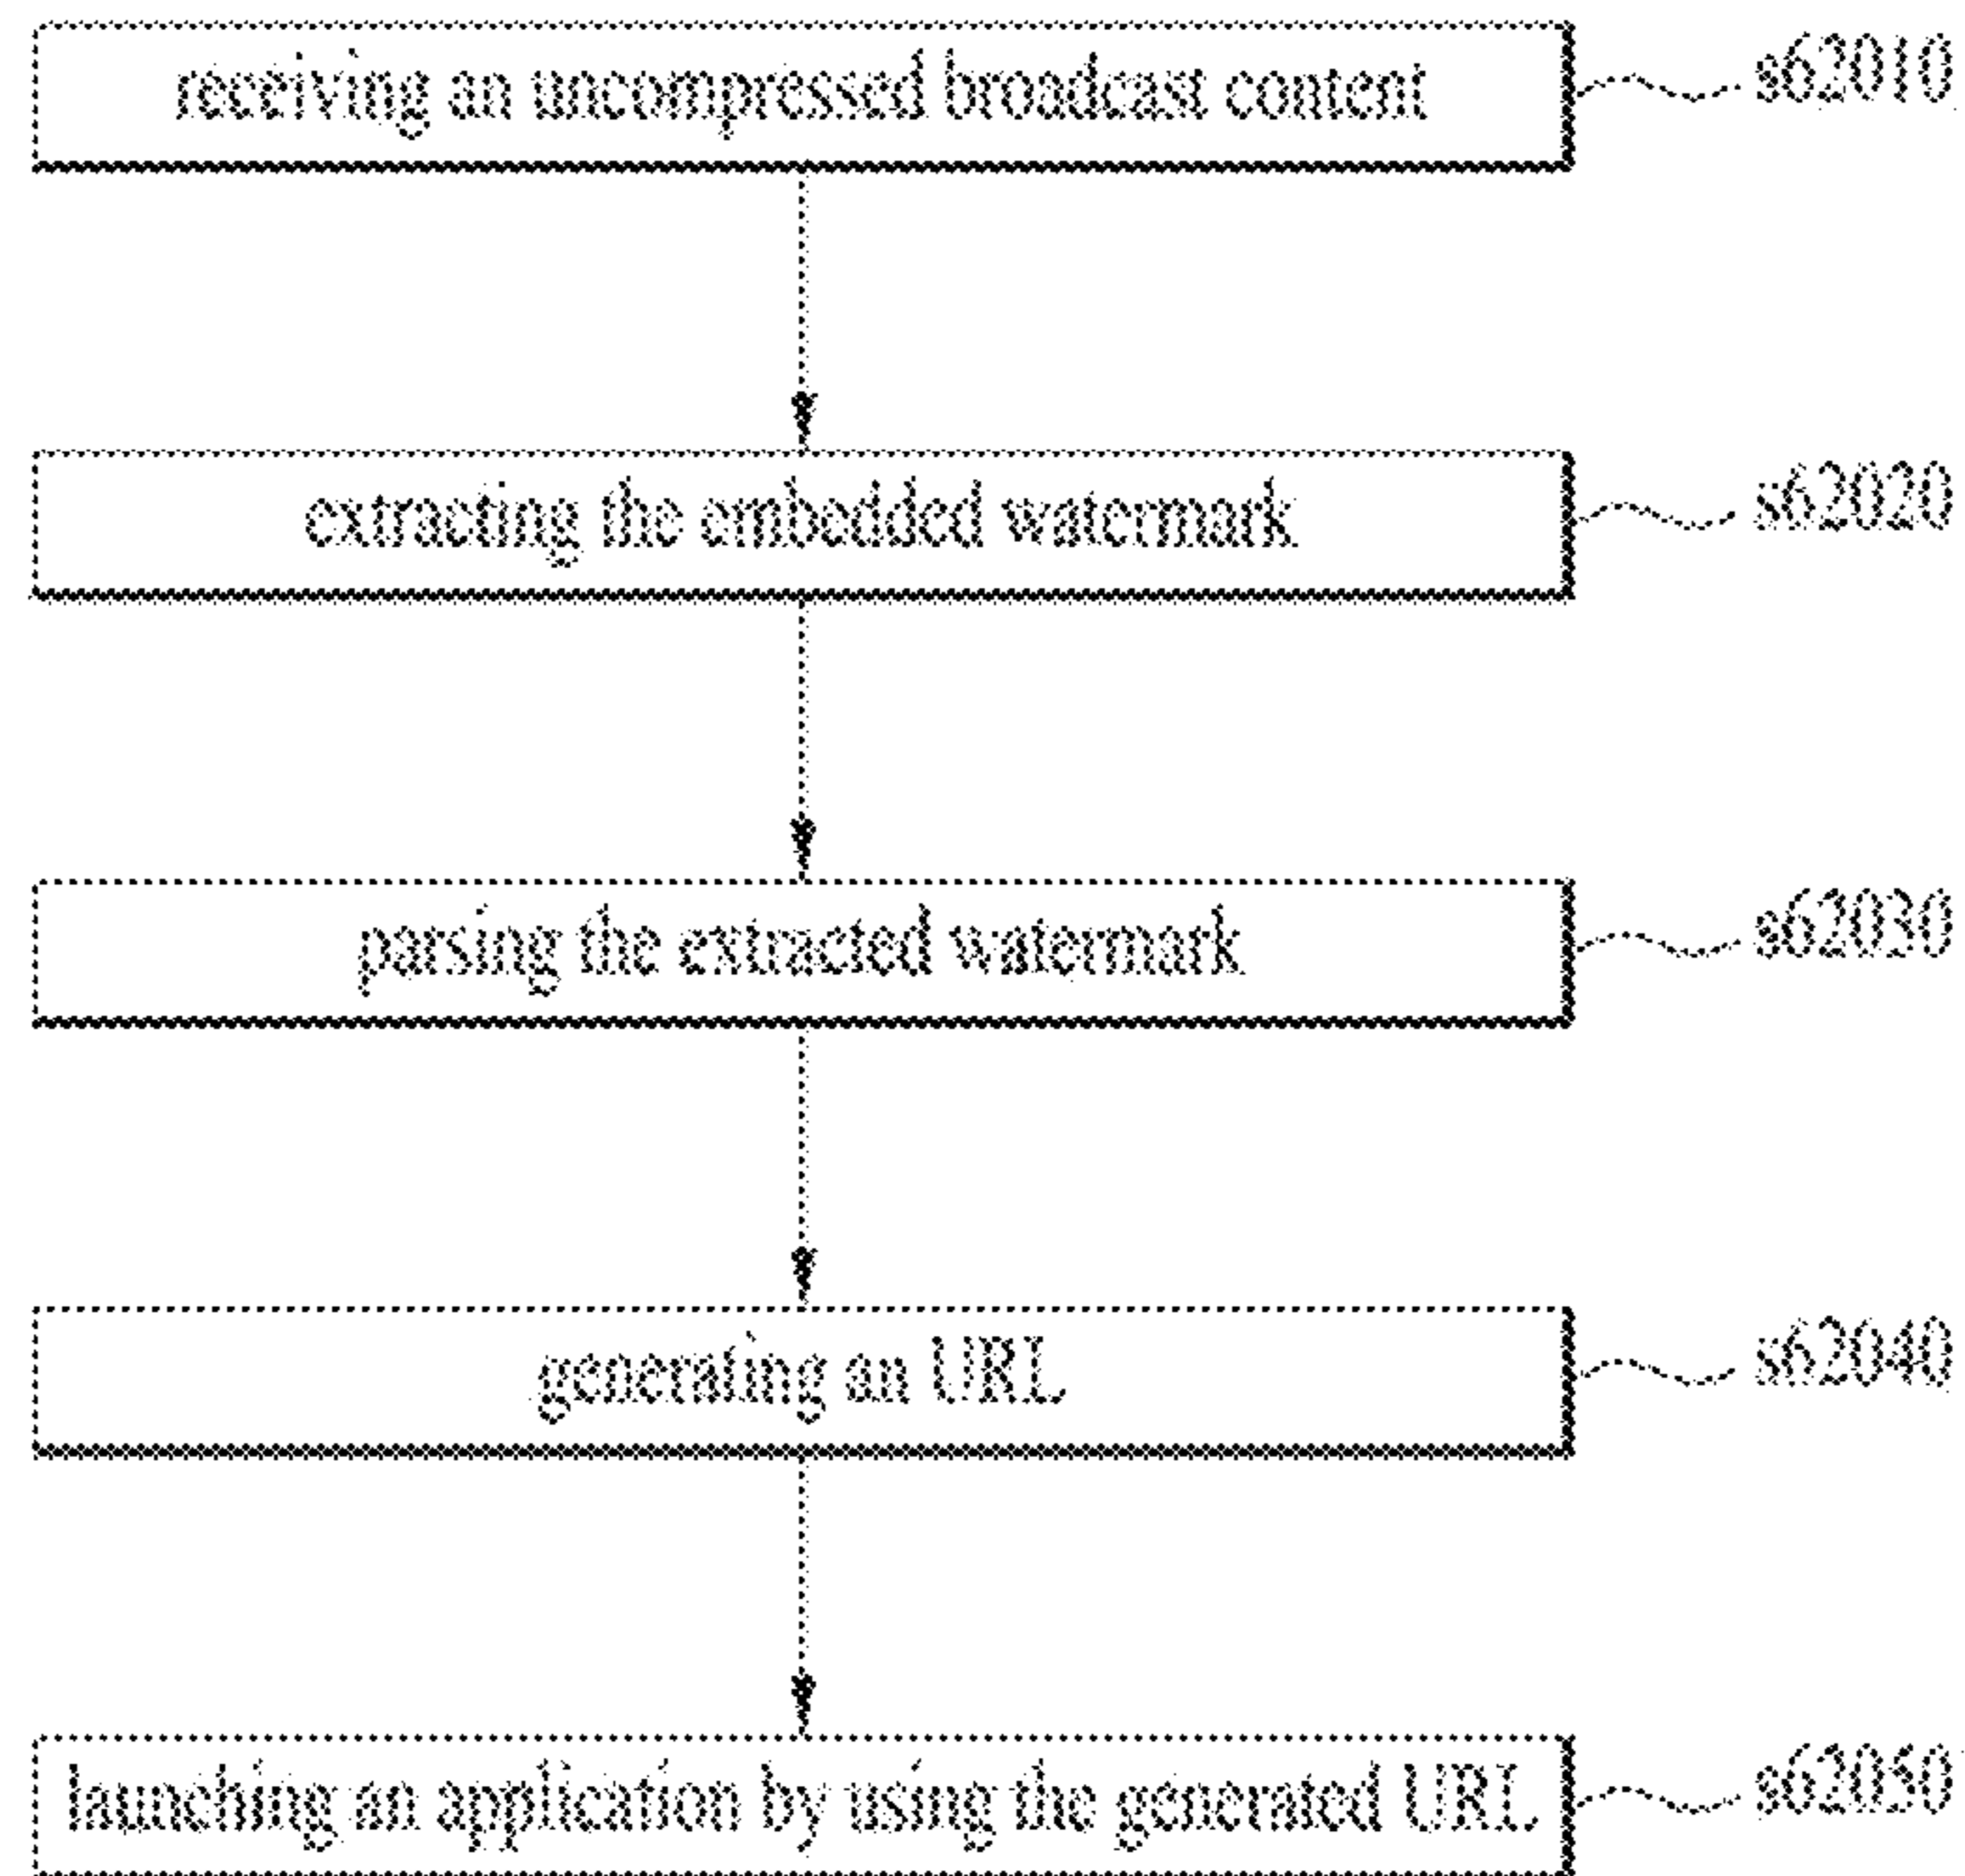 receiving an uncompressed broadcast content s62010
extracting the embedded watermark s62020
parsing the extracted watermark s62030
generating an URL s62040
launching an application by using the generated URL s62050